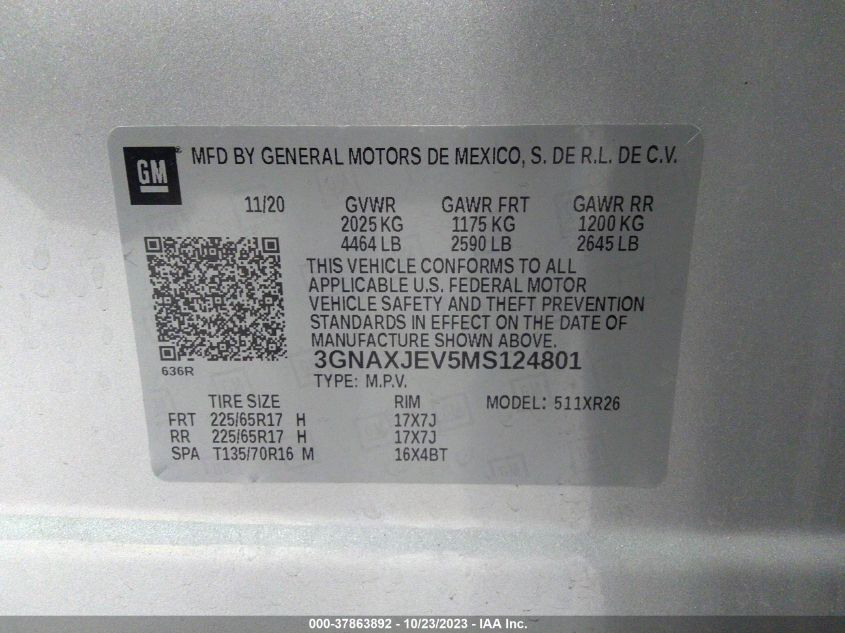 GM ® MFD BY GENERAL MOTORS DE MEXICO, S. DE R.L. DE C.V.
11/20 GVWR GAWR FRT GAWR RR
2025 KG 1175 KG 1200 KG
4464 LB 2590 LB 2645 LB
THIS VEHICLE CONFORMS TO ALL
APPLICABLE U.S. FEDERAL MOTOR
VEHICLE SAFETY AND THEFT PREVENTION
STANDARDS IN EFFECT ON THE DATE OF
MANUFACTURE SHOWN ABOVE.
636R 3GNAXJEV5MS124801
TYPE: M.P.V.
TIRE SIZE RIM MODEL: 511XR26
FRT 225/65R17 H 17X7J
RR 225/65R17 H 17X7J
SPA T135/70R16 M 16X4BT
000-37863892 - 10/23/2023 - IAA Inc.